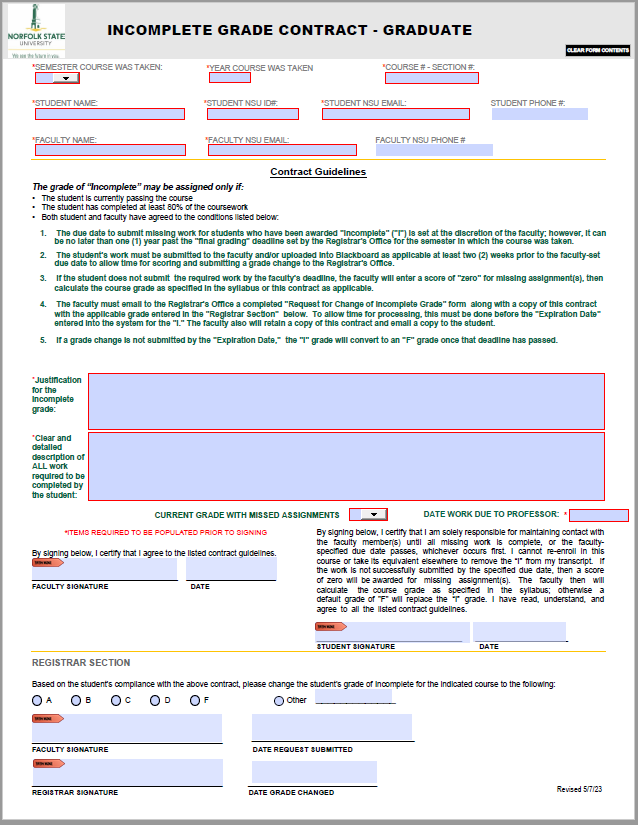 NORFOLK STATE
UNIVERSITY
We see the future in you.
INCOMPLETE GRADE CONTRACT - GRADUATE
CLEAR FORM CONTENTS
*SEMESTER COURSE WAS TAKEN: *YEAR COURSE WAS TAKEN *COURSE # - SECTION #:
*STUDENT NAME: *STUDENT NSU ID#: *STUDENT NSU EMAIL: STUDENT PHONE #:
*FACULTY NAME: *FACULTY NSU EMAIL: FACULTY NSU PHONE #
Contract Guidelines
The grade of "Incomplete" may be assigned only if:
• The student is currently passing the course
• The student has completed at least 80% of the coursework
• Both student and faculty have agreed to the conditions listed below:
1. The due date to submit missing work for students who have been awarded "Incomplete" ("I") is set at the discretion of the faculty; however, it can
be no later than one (1) year past the "final grading" deadline set by the Registrar's Office for the semester in which the course was taken.
2. The student's work must be submitted to the faculty and/or uploaded into Blackboard as applicable at least two (2) weeks prior to the faculty-set
due date to allow time for scoring and submitting a grade change to the Registrar's Office.
3. If the student does not submit the required work by the faculty's deadline, the faculty will enter a score of "zero" for missing assignment(s), then
calculate the course grade as specified in the syllabus or this contract as applicable.
4. The faculty must email to the Registrar's Office a completed "Request for Change of Incomplete Grade" form along with a copy of this contract
with the applicable grade entered in the "Registrar Section" below. To allow time for processing, this must be done before the "Expiration Date"
entered into the system for the "I." The faculty also will retain a copy of this contract and email a copy to the student.
5. If a grade change is not submitted by the "Expiration Date," the "I" grade will convert to an "F" grade once that deadline has passed.
*Justification
for the
Incomplete
grade:
*Clear and
detailed
description of
ALL work
required to be
completed by
the student:
CURRENT GRADE WITH MISSED ASSIGNMENTS DATE WORK DUE TO PROFESSOR: *
*ITEMS REQUIRED TO BE POPULATED PRIOR TO SIGNING
By signing below, I certify that I agree to the listed contract guidelines.
FACULTY SIGNATURE DATE
By signing below, I certify that I am solely responsible for maintaining contact with
the faculty member(s) until all missing work is complete, or the faculty-
specified due date passes, whichever occurs first. I cannot re-enroll in this
course or take its equivalent elsewhere to remove the "I" from my transcript. If
the work is not successfully submitted by the specified due date, then a score
of zero will be awarded for missing assignment(s). The faculty then will
calculate the course grade as specified in the syllabus; otherwise a
default grade of "F" will replace the "I" grade. I have read, understand, and
agree to all the listed contract guidelines.
STUDENT SIGNATURE DATE
REGISTRAR SECTION
Based on the student's compliance with the above contract, please change the student's grade of Incomplete for the indicated course to the following:
A B C D F Other
FACULTY SIGNATURE DATE REQUEST SUBMITTED
REGISTRAR SIGNATURE DATE GRADE CHANGED
Revised 5/7/23